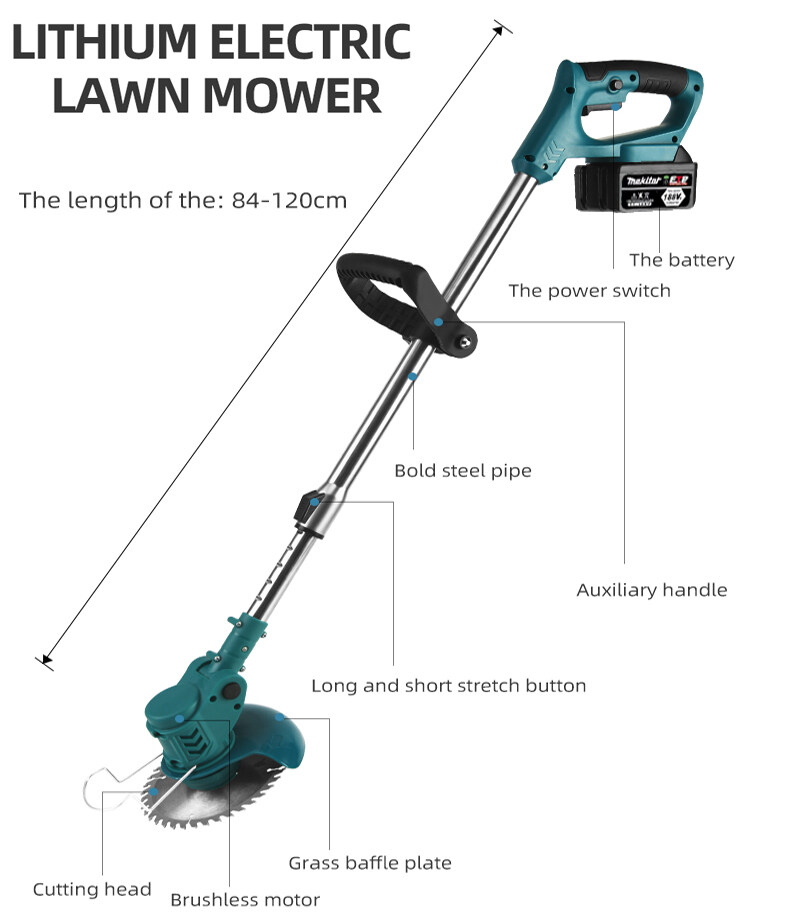 LITHIUM ELECTRIC
LAWN MOWER
The length of the: 84-120cm
The battery
The power switch
Bold steel pipe
Auxiliary handle
Long and short stretch button
Grass baffle plate
Cutting head
Brushless motor